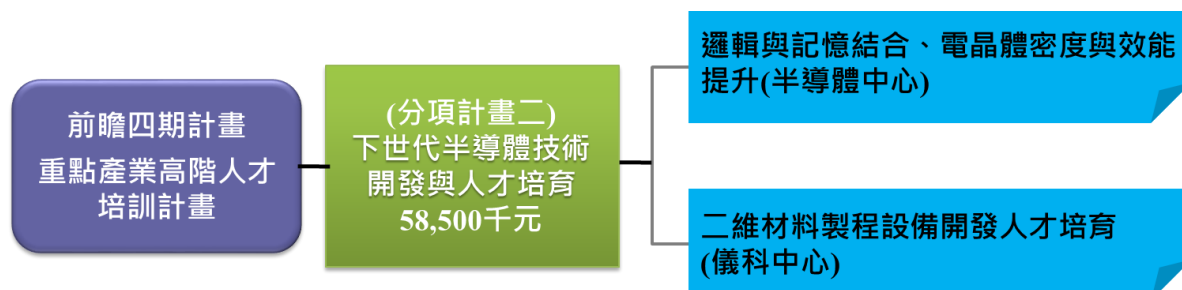 前瞻四期計畫
重點產業高階人才
培訓計畫
(分項計畫二)
下世代半導體技術
開發與人才培育
58,500千元
邏輯與記憶結合、電晶體密度與效能
提升(半導體中心)
二維材料製程設備開發人才培育
(儀科中心)